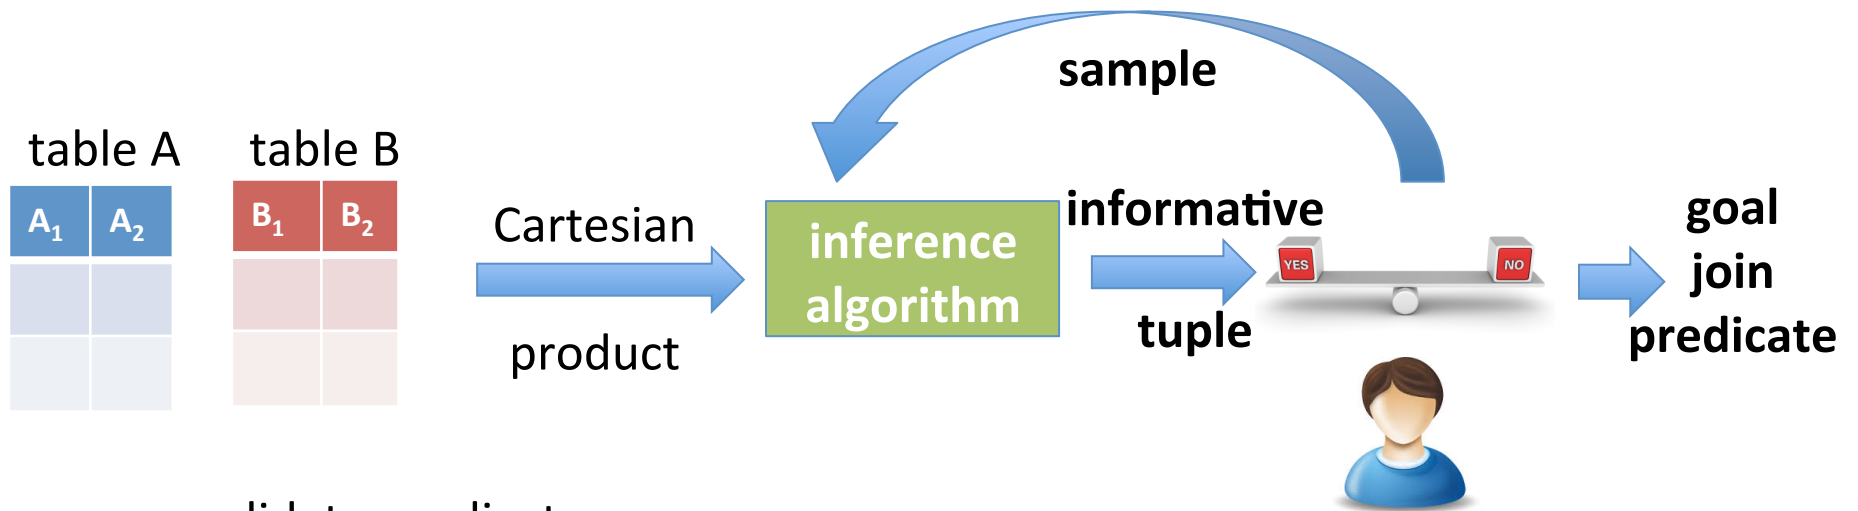 sample
table A
table B
A1
A2
B1
B2
Cartesian
product
inference
algorithm
informative
tuple
YES
NO
goal
join
predicate